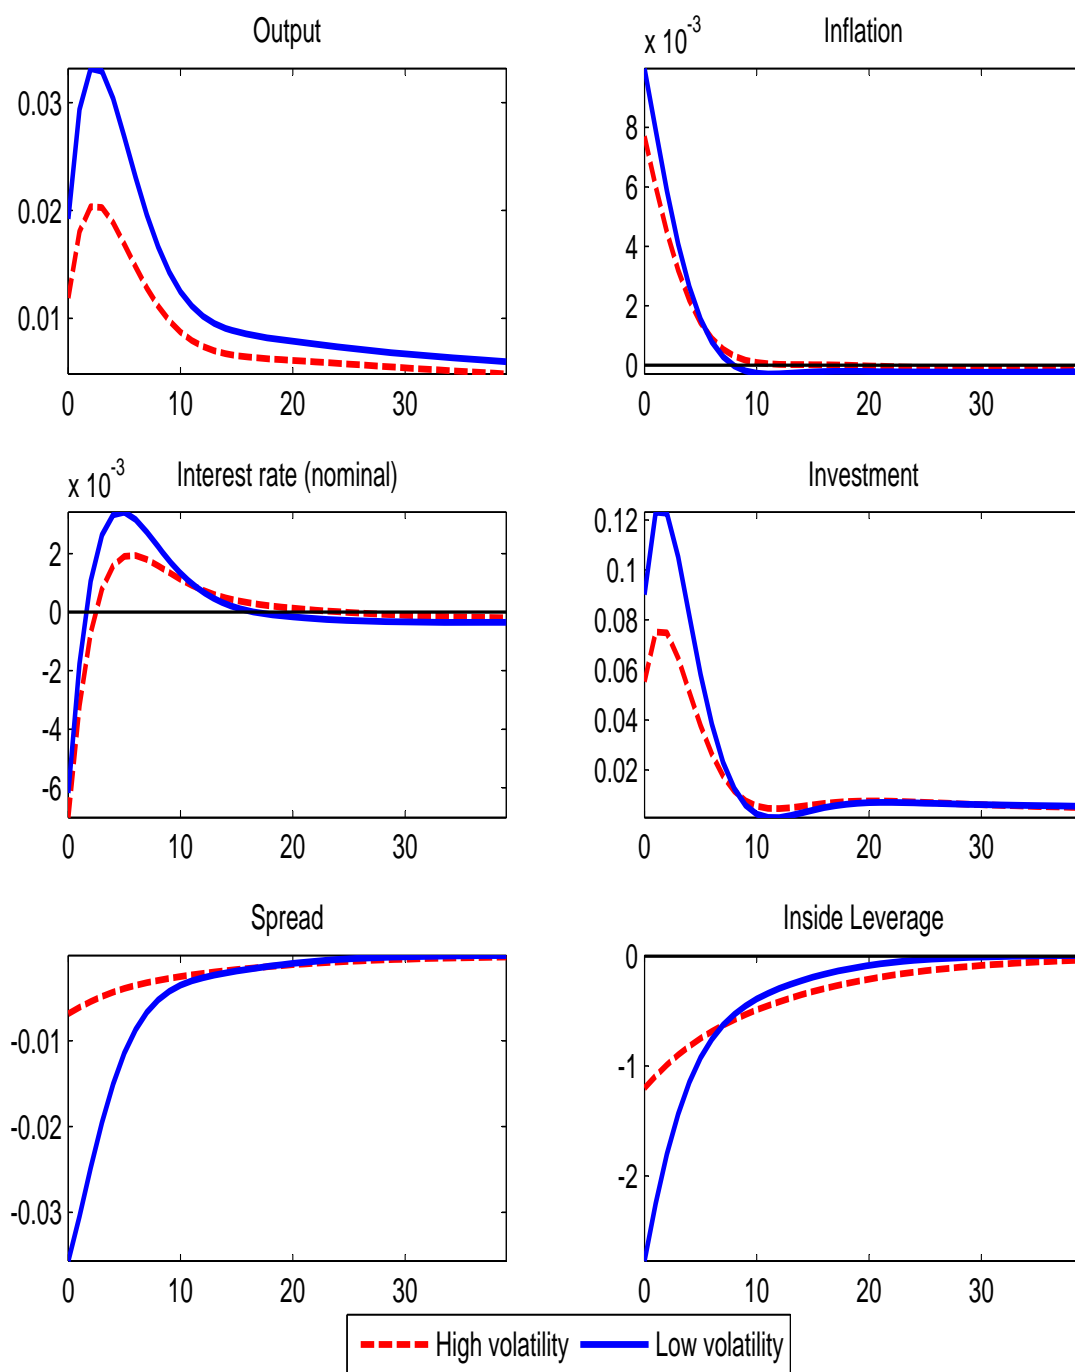 Output
0.03
0.02
0.01
0 10 20 30
x 10^-3 Inflation
8
6
4
2
0
0 10 20 30
x 10^-3 Interest rate (nominal)
2
0
-2
-4
-6
0 10 20 30
Investment
0.12
0.1
0.08
0.06
0.04
0.02
0 10 20 30
Spread
-0.01
-0.02
-0.03
0 10 20 30
Inside Leverage
0
-1
-2
0 10 20 30
High volatility Low volatility